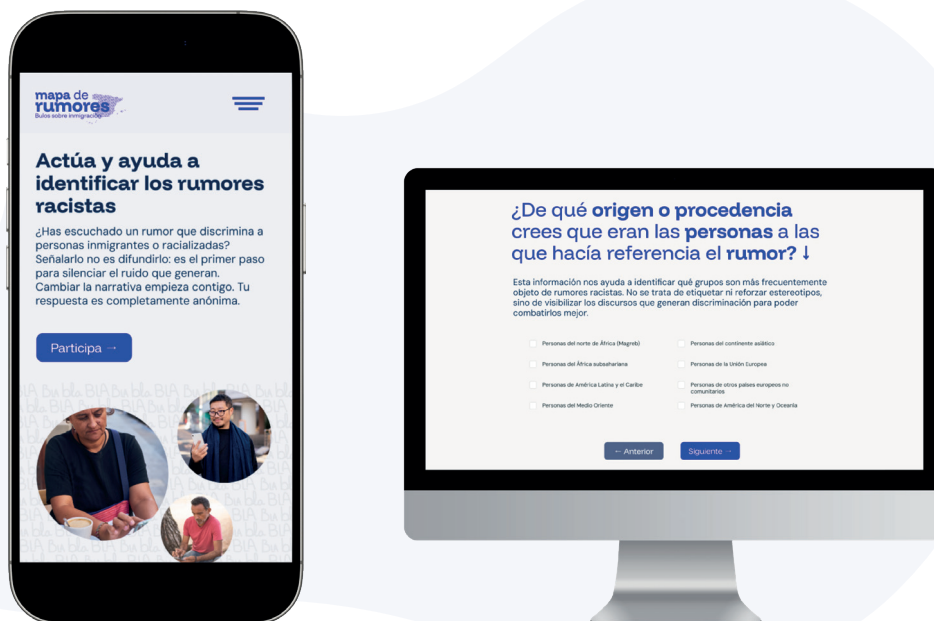 mapa de
rumores
Bulos sobre inmigración
Actúa y ayuda a
identificar los rumores
racistas
¿Has escuchado un rumor que discrimina a
personas inmigrantes o racializadas?
Señalarlo no es difundirlo: es el primer paso
para silenciar el ruido que generan.
Cambiar la narrativa empieza contigo. Tu
respuesta es completamente anónima.
Participa →
¿De qué origen o procedencia
crees que eran las personas a las
que hacía referencia el rumor? ↓
Esta información nos ayuda a identificar qué grupos son más frecuentemente
objeto de rumores racistas. No se trata de etiquetar ni reforzar estereotipos,
sino de visibilizar los discursos que generan discriminación para poder
combatirlos mejor.
Personas del norte de África (Magreb)
Personas del continente asiático
Personas del África subsahariana
Personas de la Unión Europea
Personas de América Latina y el Caribe
Personas de otros países europeos no
comunitarios
Personas del Medio Oriente
Personas de América del Norte y Oceanía
← Anterior
Siguiente →